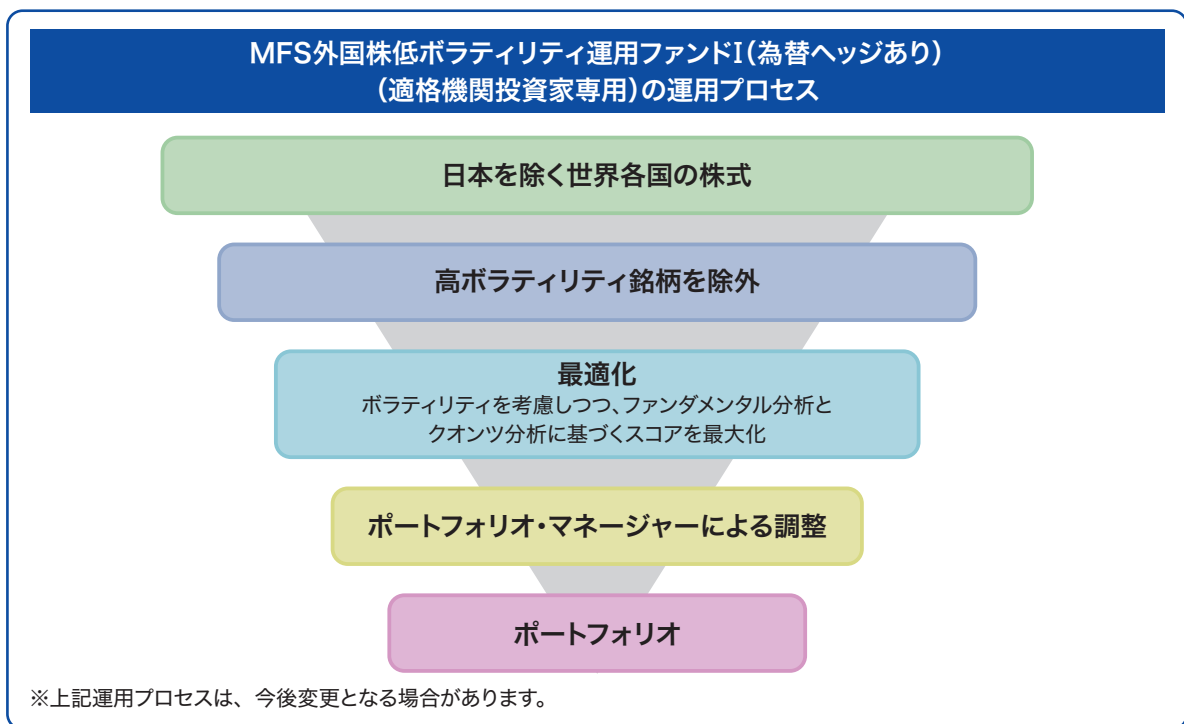 MFS外国株低ボラティリティ運用ファンドI(為替ヘッジあり)
(適格機関投資家専用)の運用プロセス
日本を除く世界各国の株式
高ボラティリティ銘柄を除外
最適化
ボラティリティを考慮しつつ、ファンダメンタル分析と
クオンツ分析に基づくスコアを最大化
ポートフォリオ・マネージャーによる調整
ポートフォリオ
※上記運用プロセスは、今後変更となる場合があります。